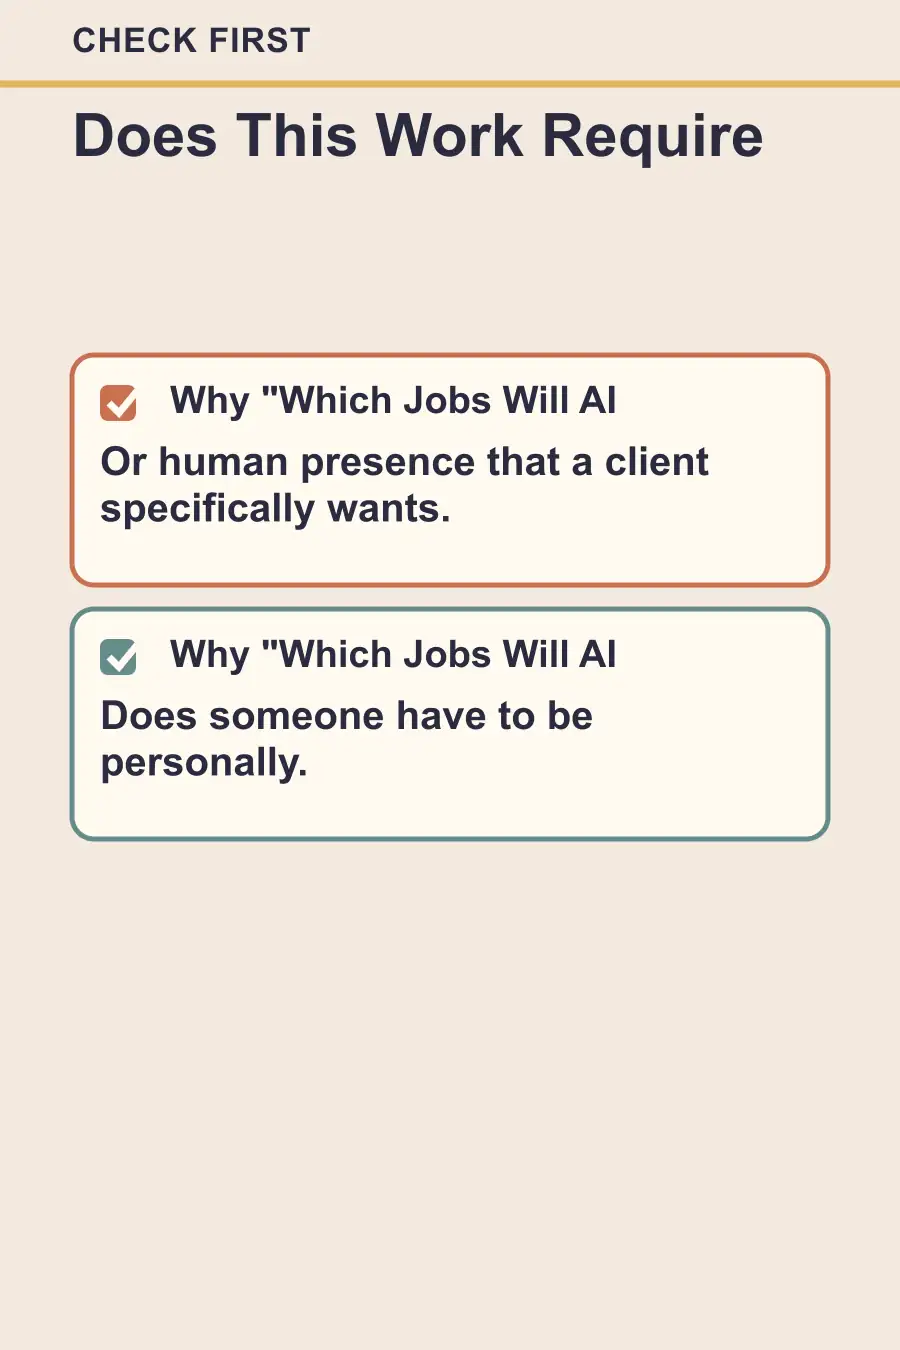 CHECK FIRST
Does This Work Require
Why "Which Jobs Will AI
Or human presence that a client
specifically wants.
Why "Which Jobs Will AI
Does someone have to be
personally.